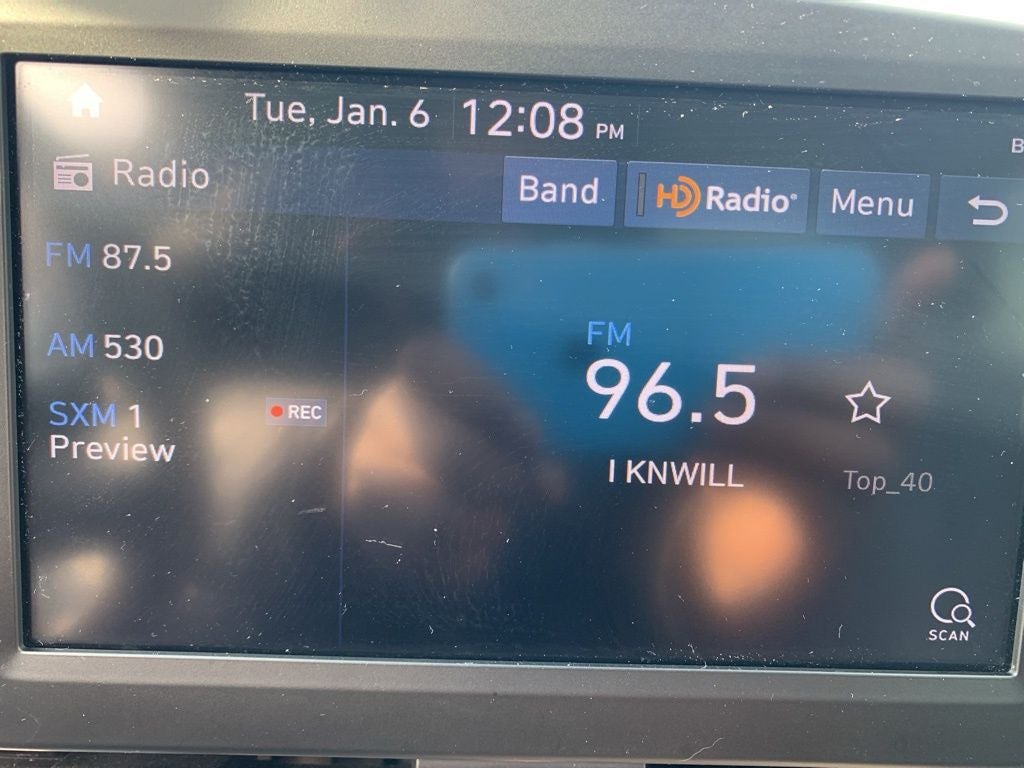 Tue, Jan. 6 12:08 PM
B
Radio
Band
HD Radio
Menu
FM 87.5
AM 530
SXM 1
REC
Preview
FM
96.5
I KNWILL
Top_40
SCAN